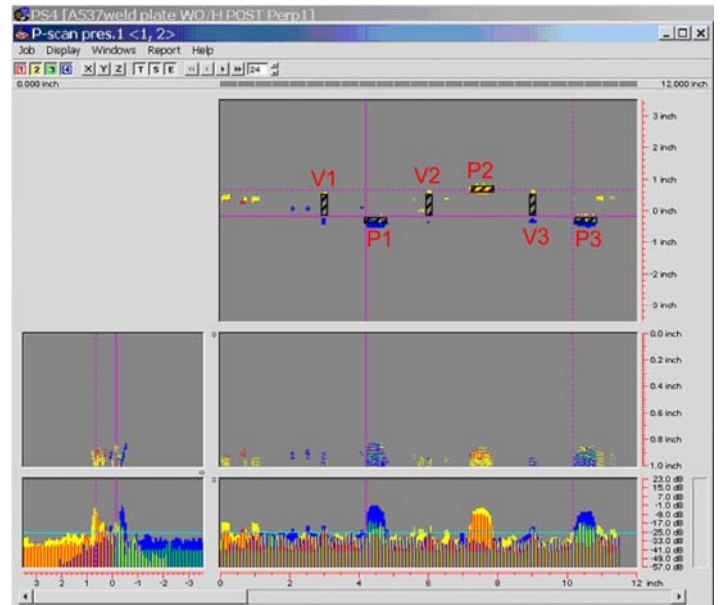 PS4 [A537weld plate WO/H POST Perp1]
P-scan pres.1 <1, 2>
Job Display Windows Report Help
1 2 3 4 X Y Z T S E 24
0.000 inch 12.000 inch
3 inch
2 inch
V1 V2 P2
1 inch
0 inch
P1 V3 P3
-1 inch
-2 inch
-3 inch
0 0 0.0 inch
0.2 inch
0.4 inch
0.6 inch
0.8 inch
1.0 inch
0 23.0 dB
15.0 dB
7.0 dB
-1.0 dB
-9.0 dB
-17.0 dB
-25.0 dB
-33.0 dB
-41.0 dB
-49.0 dB
-57.0 dB
3 2 1 0 -1 -2 -3 0 2 4 6 8 10 12 inch